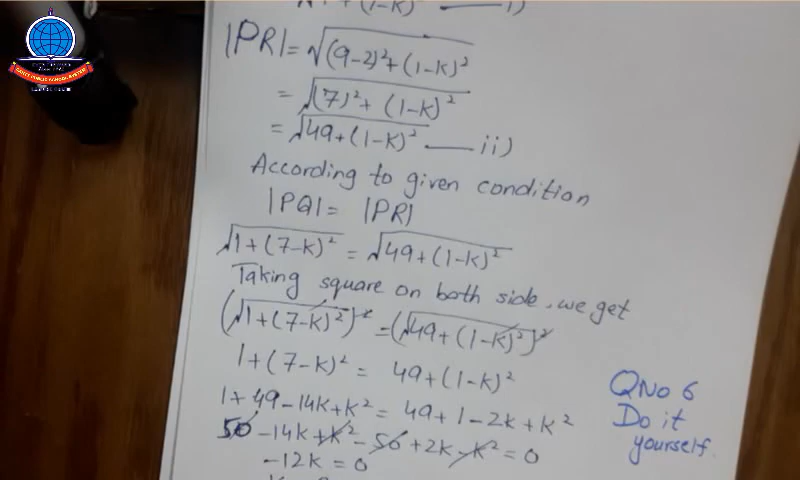 |PR| = √(9-2)²+(1-K)²
= √(7)²+ (1-K)²
= √49+(1-K)² — ii)
According to given condition
|PQ| = |PR|
√1+(7-K)² = √49+(1-K)²
Taking square on both side, we get
(√1+(7-K)²)² = (√49+(1-K)²)²
1+(7-K)² = 49+(1-K)²
1+49-14K+K² = 49+1-2K+K²
50-14K+K²-50+2K-K² = 0
-12K = 0
QNo 6
Do it
yourself.